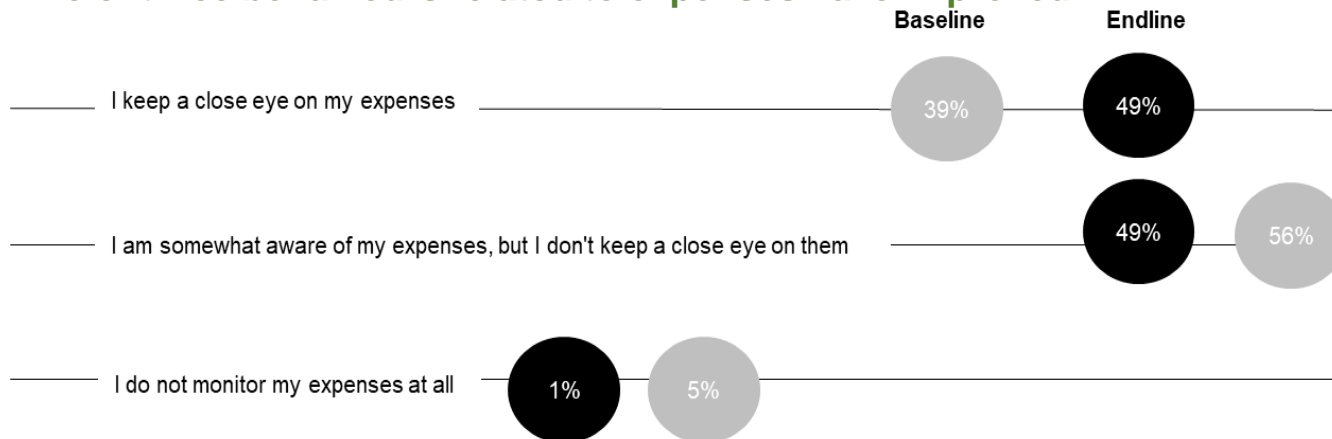 Baseline Endline
I keep a close eye on my expenses 39% 49%
I am somewhat aware of my expenses, but I don't keep a close eye on them 49% 56%
I do not monitor my expenses at all 1% 5%